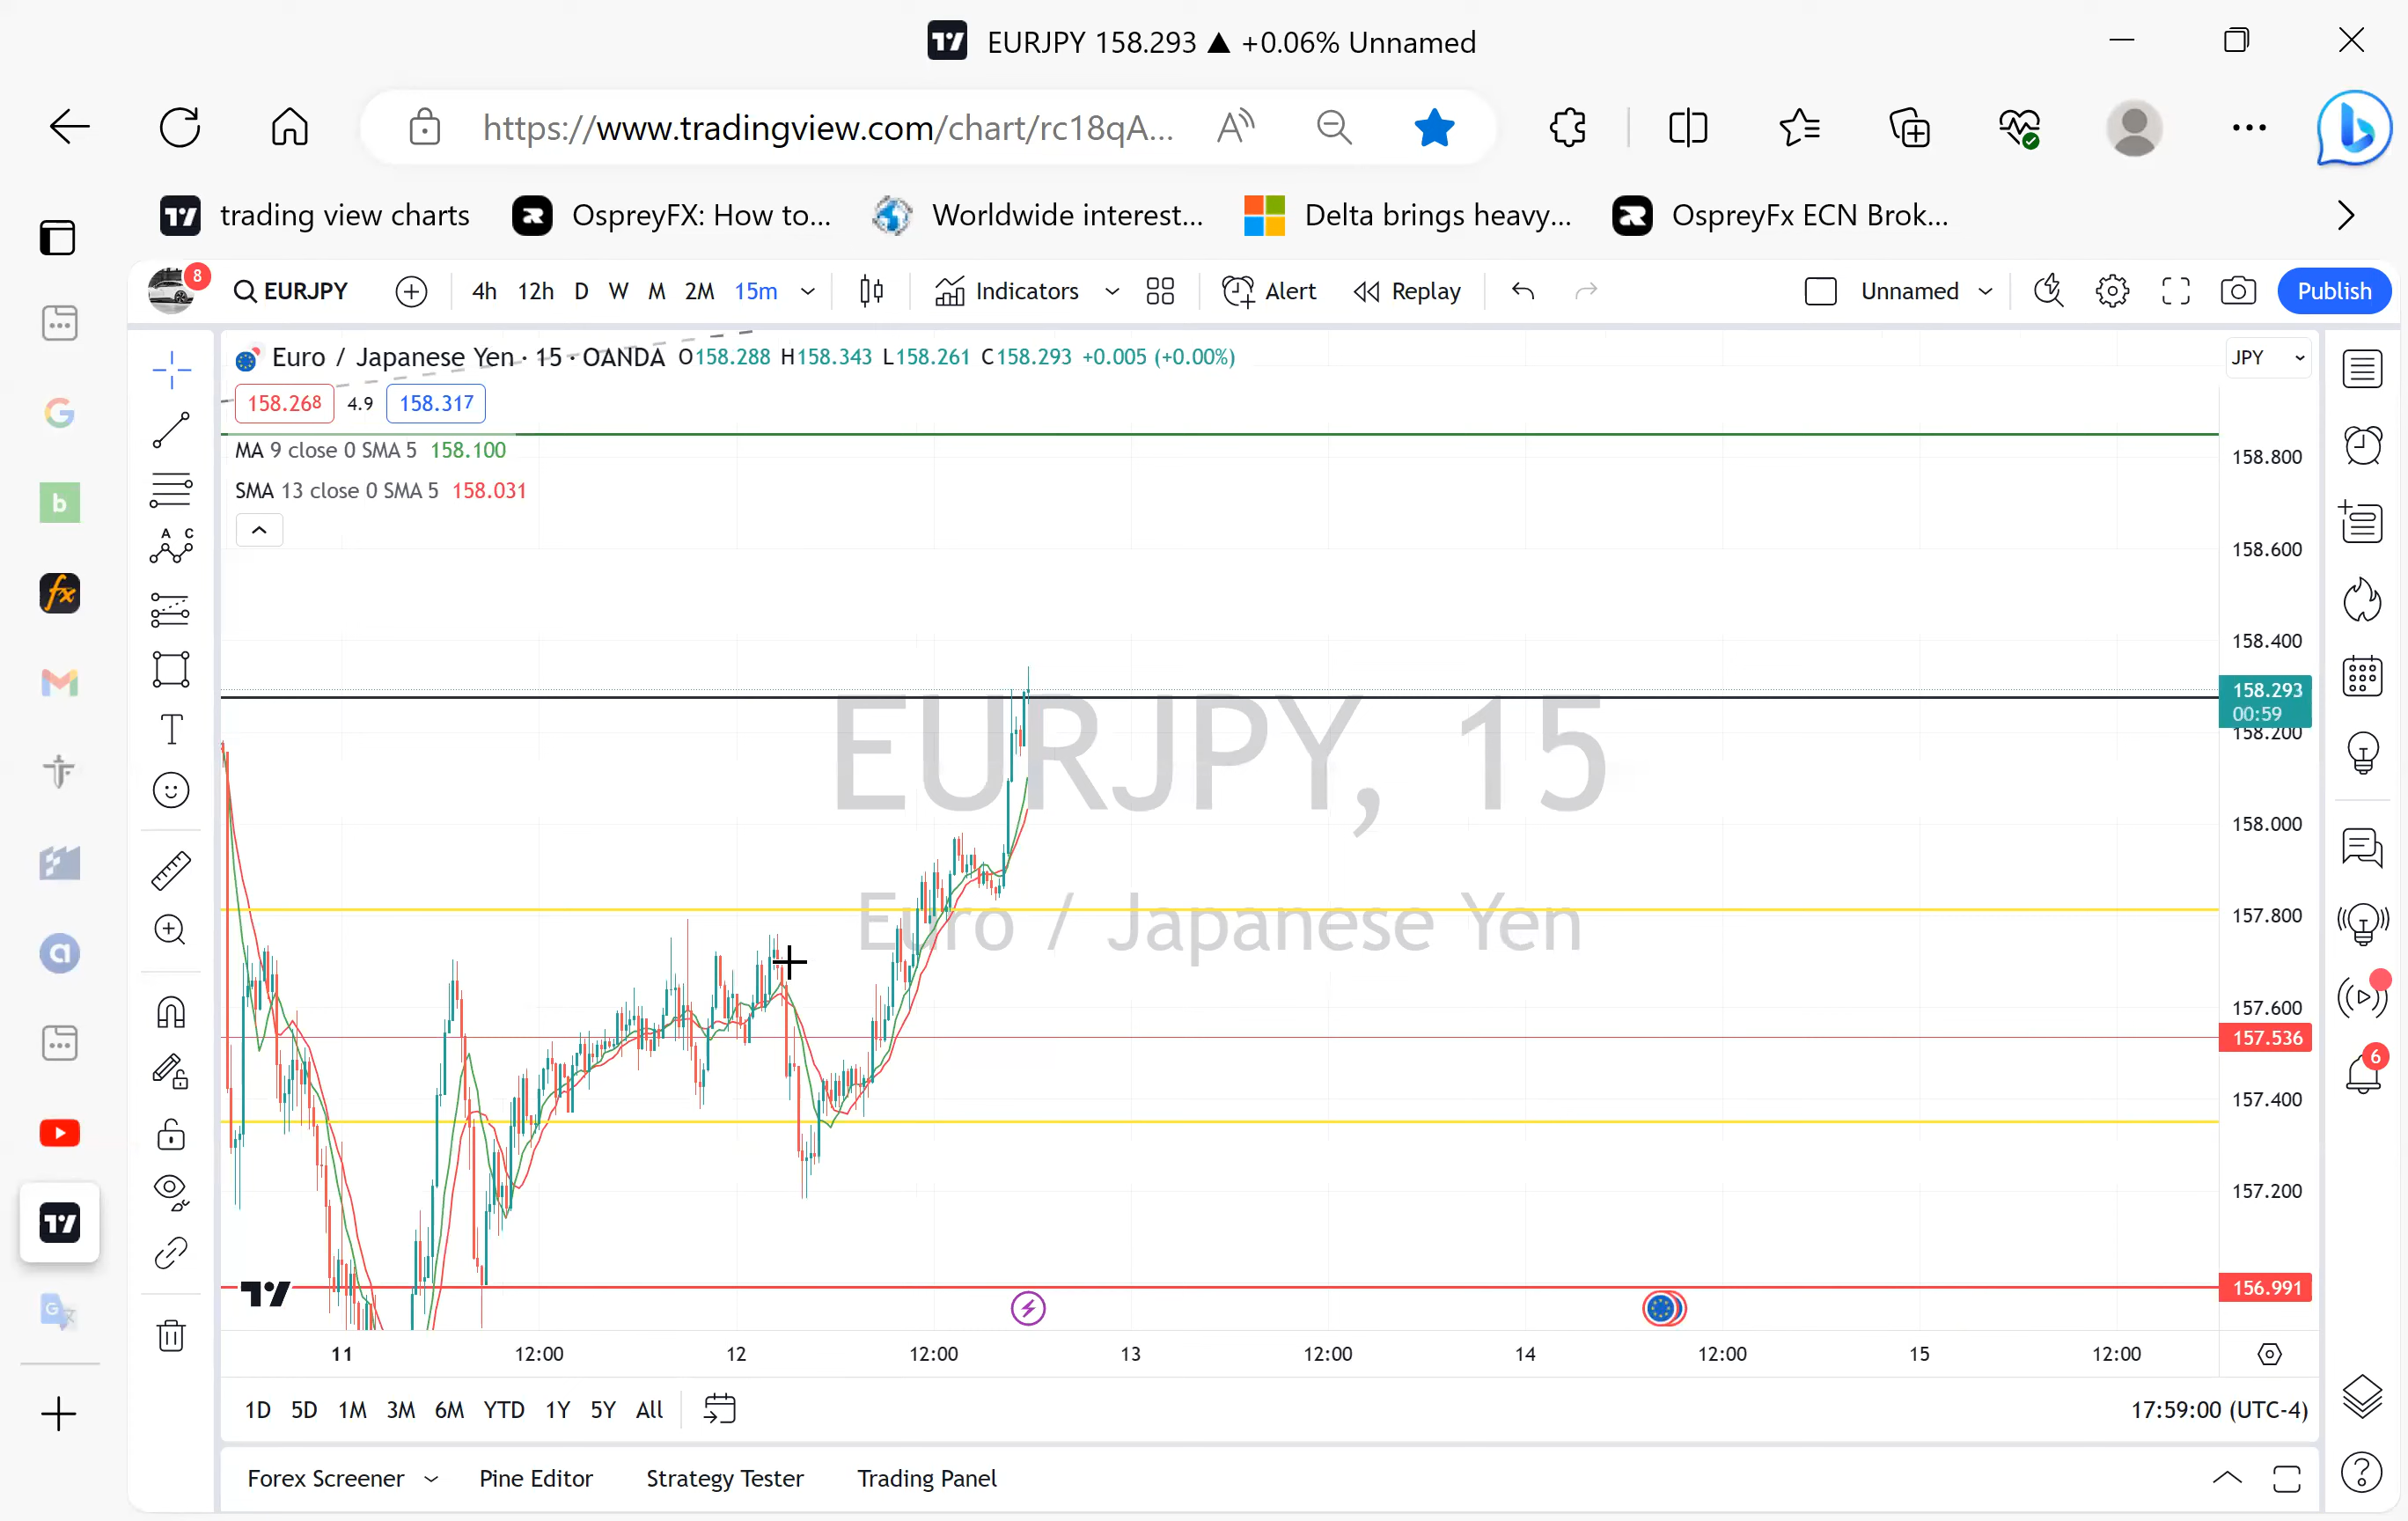 EURJPY 158.293 ▲ +0.06% Unnamed
https://www.tradingview.com/chart/rc18qA...
trading view charts OspreyFX: How to... Worldwide interest... Delta brings heavy,... OspreyFx ECN Brok...
8 EURJPY 4h 12h D W M 2M 15m Indicators Alert Replay Unnamed Publish
Euro / Japanese Yen · 15 · OANDA O158.288 H158.343 L158.261 C158.293 +0.005 (+0.00%) JPY
158.268 4.9 158.317
MA 9 close 0 SMA 5 158.100
SMA 13 close 0 SMA 5 158.031
158.800
158.600
158.400
158.293
00:59
158.200
EURJPY, 15
Euro / Japanese Yen
158.000
157.800
157.600
157.536
157.400
157.200
156.991
6
11 12:00 12 12:00 13 12:00 14 12:00 15 12:00
1D 5D 1M 3M 6M YTD 1Y 5Y All 17:59:00 (UTC-4)
Forex Screener Pine Editor Strategy Tester Trading Panel